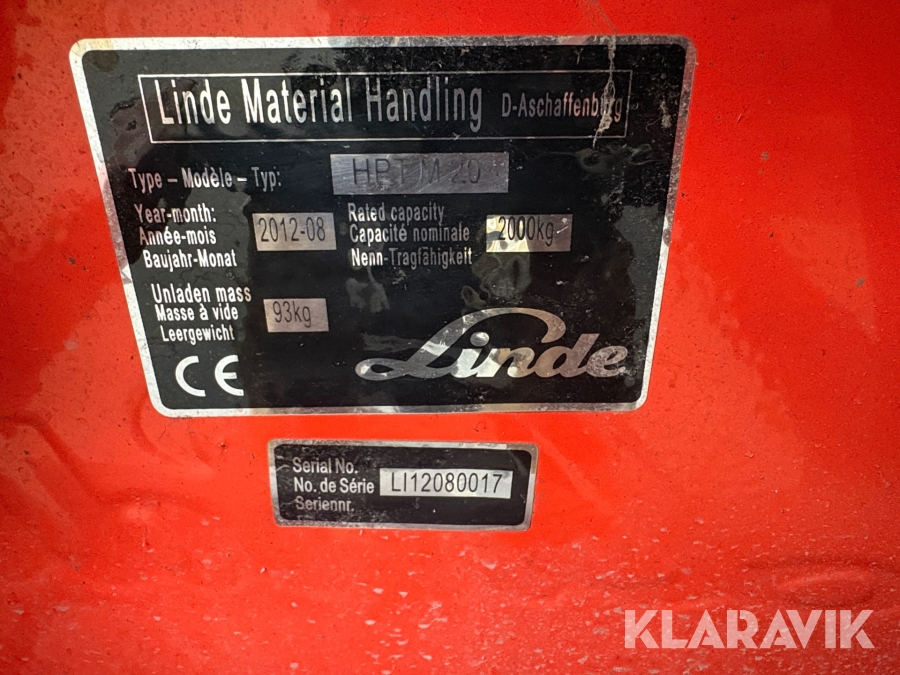 Linde Material Handling D-Aschaffenburg
Type – Modèle – Typ: HPT M 20
Year-month:
Année-mois
Baujahr-Monat
2012-08
Rated capacity
Capacité nominale
Nenn-Tragfähigkeit
2000kg
Unladen mass
Masse à vide
Leergewicht
93kg
CE
Linde
Serial No.
No. de Série
Seriennr.
LI12080017
KLARAVIK